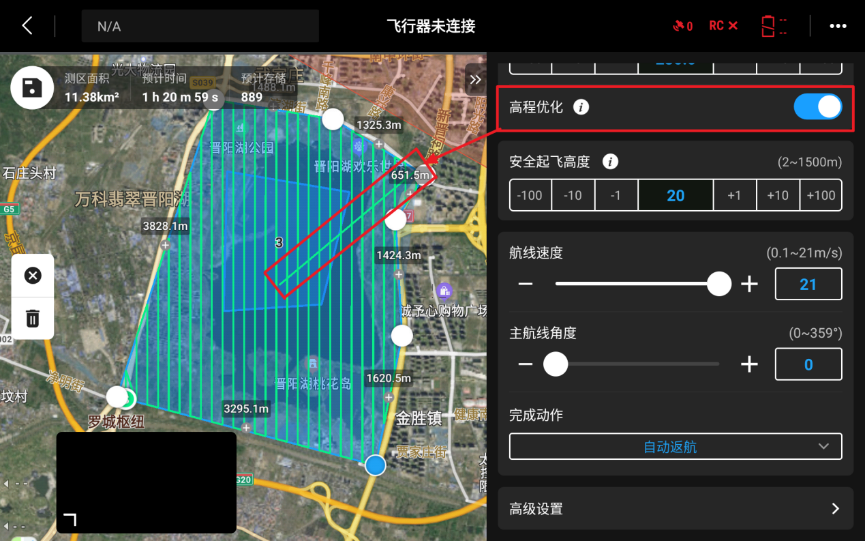 N/A
飞行器未连接
0
RC
测区面积
11.38km²
预计时间
1 h 20 m 59 s
预计存储
889
S039
1488.1m
1325.3m
晋阳湖公园
晋阳湖欢乐世
651.5m
石庄头村
万科翡翠晋阳湖
G5
3828.1m
3
1424.3m
诚予心购物广场
1620.5m
晋阳湖桃花岛
3295.1m
金胜镇
坟村
罗城枢纽
G20
高程优化
安全起飞高度
(2~1500m)
-100
-10
-1
20
+1
+10
+100
航线速度
(0.1~21m/s)
21
主航线角度
(0~359°)
0
完成动作
自动返航
高级设置